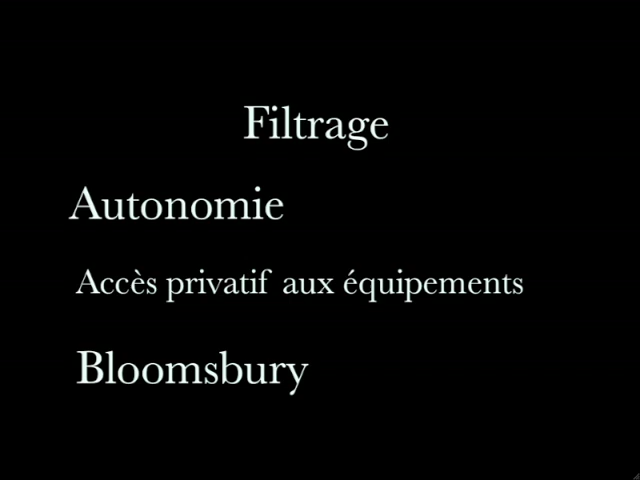 Filtrage
Autonomie
Accès privatif aux équipements
Bloomsbury